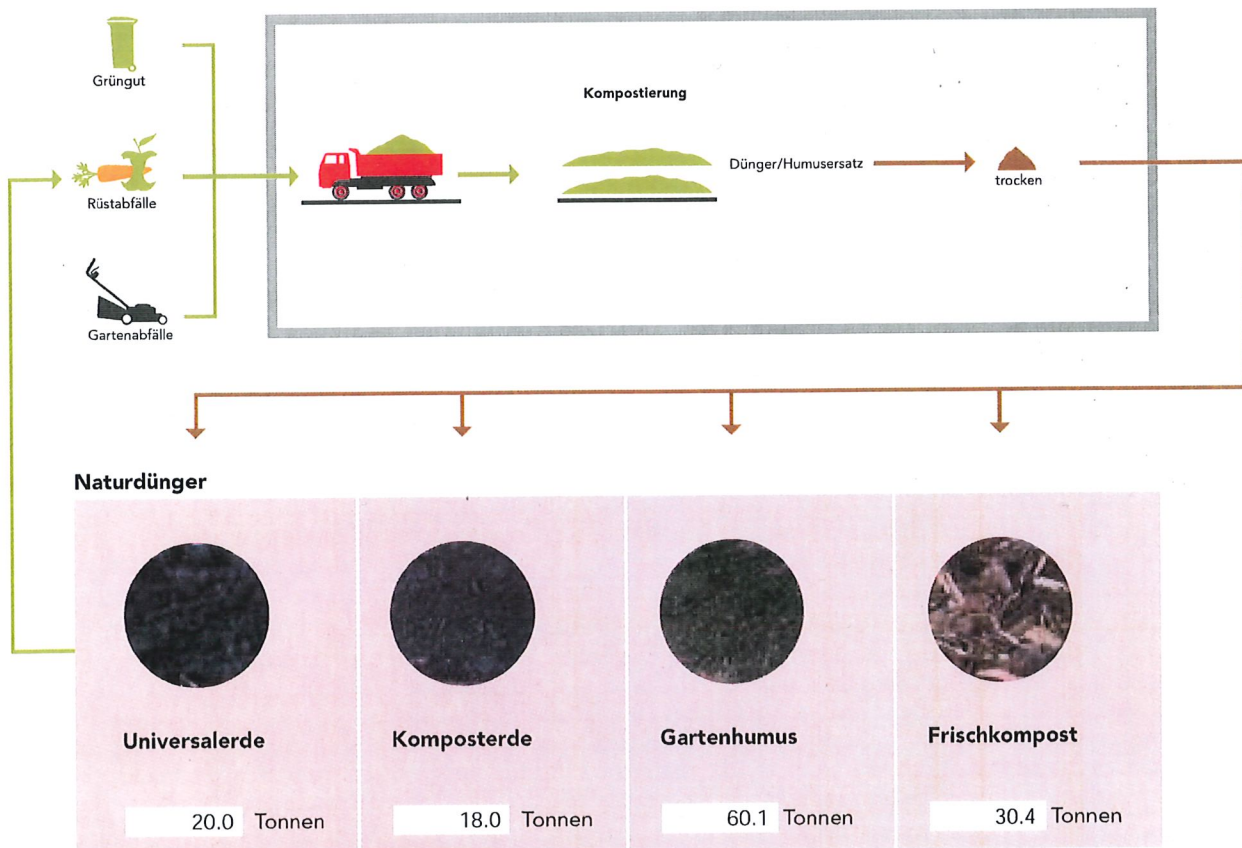 Grüngut
Kompostierung
Dünger/Humusersatz
trocken
Rüstabfälle
Gartenabfälle
Naturdünger
Universalerde
Komposterde
Gartenhumus
Frischkompost
20.0 Tonnen
18.0 Tonnen
60.1 Tonnen
30.4 Tonnen